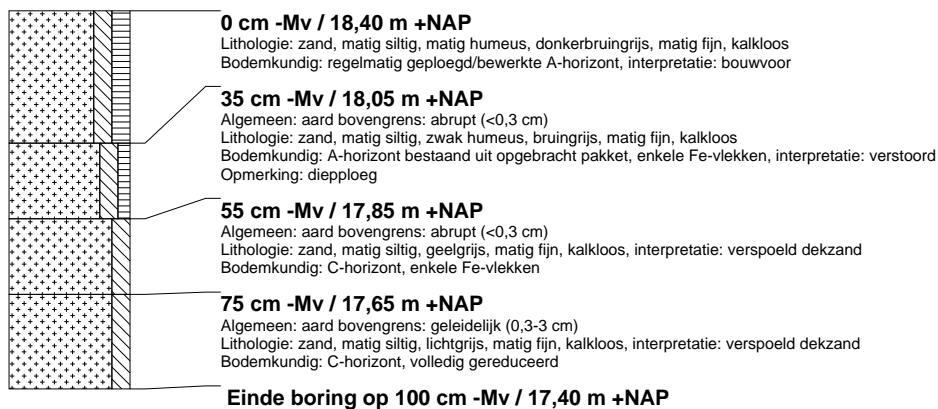 0 cm -Mv / 18,40 m +NAP
Lithologie: zand, matig siltig, matig humeus, donkerbruingrijs, matig fijn, kalkloos
Bodemkundig: regelmatig geploegd/bewerkte A-horizont, interpretatie: bouwvoor
35 cm -Mv / 18,05 m +NAP
Algemeen: aard bovengrens: abrupt (<0,3 cm)
Lithologie: zand, matig siltig, zwak humeus, bruingrijs, matig fijn, kalkloos
Bodemkundig: A-horizont bestaand uit opgebracht pakket, enkele Fe-vlekken, interpretatie: verstoord
Opmerking: diepploeg
55 cm -Mv / 17,85 m +NAP
Algemeen: aard bovengrens: abrupt (<0,3 cm)
Lithologie: zand, matig siltig, geelgrijs, matig fijn, kalkloos, interpretatie: verspoeld dekzand
Bodemkundig: C-horizont, enkele Fe-vlekken
75 cm -Mv / 17,65 m +NAP
Algemeen: aard bovengrens: geleidelijk (0,3-3 cm)
Lithologie: zand, matig siltig, lichtgrijs, matig fijn, kalkloos, interpretatie: verspoeld dekzand
Bodemkundig: C-horizont, volledig gereduceerd
Einde boring op 100 cm -Mv / 17,40 m +NAP